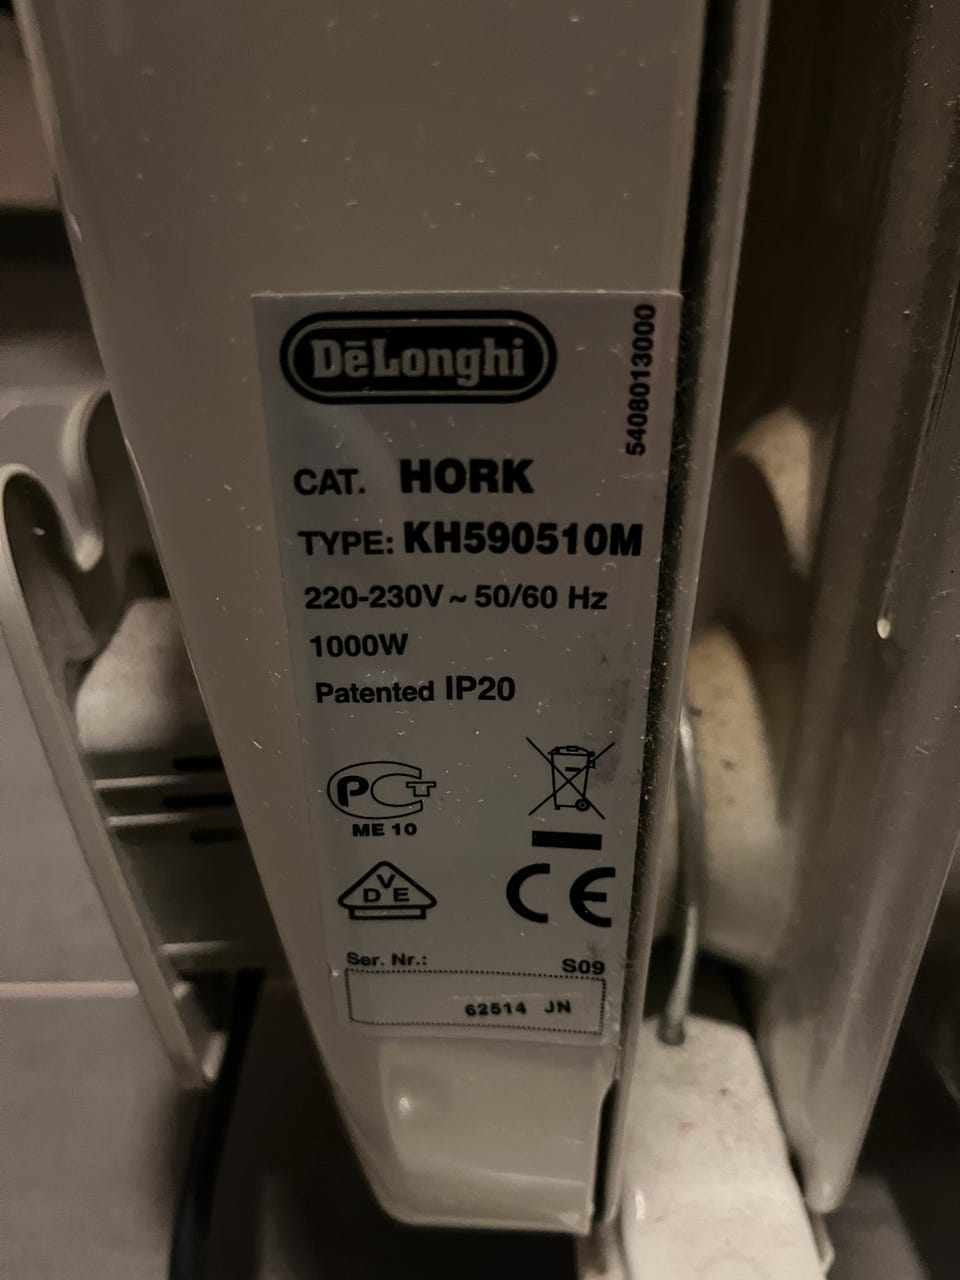 DēLonghi
5408013000
CAT. HORK
TYPE: KH590510M
220-230V ~ 50/60 Hz
1000W
Patented IP20
PCT
ME 10
DVE
CE
Ser. Nr.:
S09
62514 JN